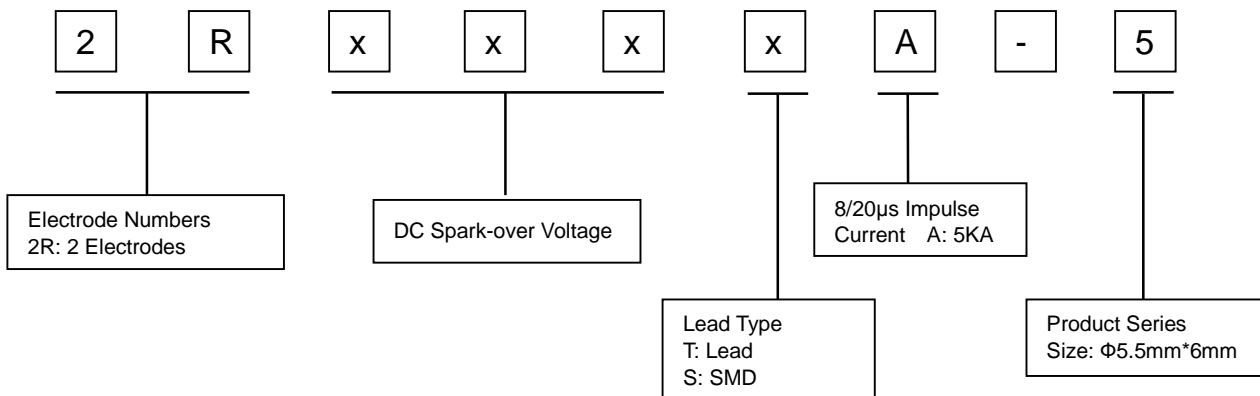 2 R x x x x A - 5
Electrode Numbers
2R: 2 Electrodes
DC Spark-over Voltage
8/20μs Impulse
Current A: 5KA
Lead Type
T: Lead
S: SMD
Product Series
Size: Φ5.5mm*6mm